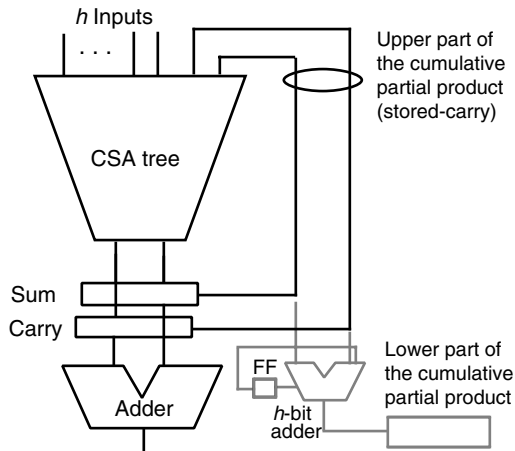 h Inputs
. . .
Upper part of
the cumulative
partial product
(stored-carry)
CSA tree
Sum
Carry
Adder
FF
h-bit
adder
Lower part of
the cumulative
partial product